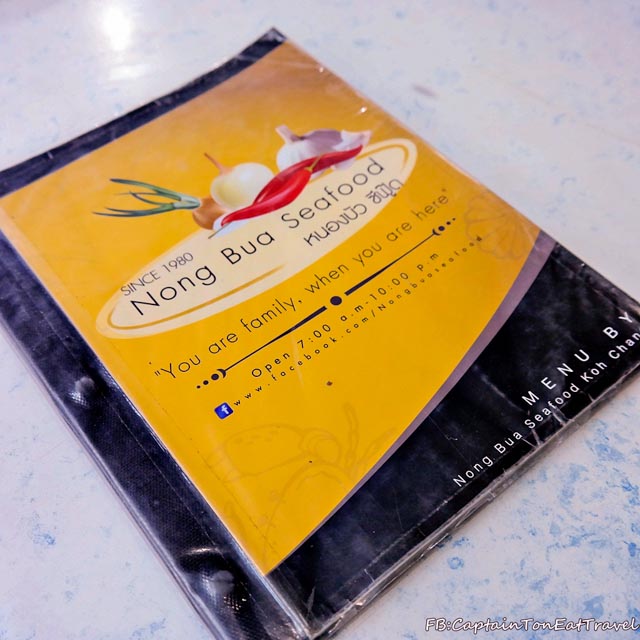 SINCE 1980
Nong Bua Seafood
หนองบัว ซีฟู้ด
"You are family, when you are here"
Open 7:00 a.m-10:00 P.m
www.facebook.com/Nongbuaseafood
MENU BY
Nong Bua Seafood Koh Chan
FB:CaptainTonEatTravel